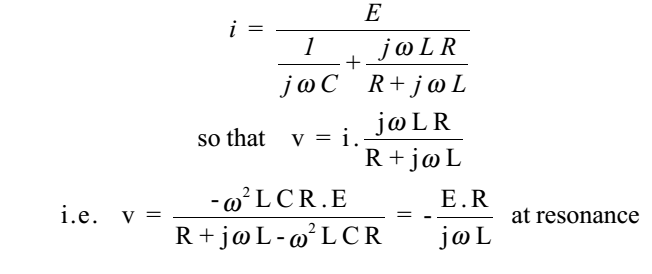 i = E / (1 / jωC + jωLR / (R + jωL))
so that v = i. jωLR / (R + jωL)
i.e. v = -ω²LCR.E / (R + jωL - ω²LCR) = - E.R / jωL at resonance